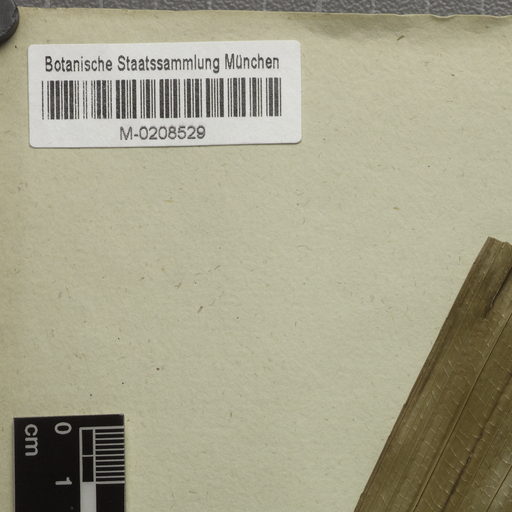 Botanische Staatssammlung München
M-0208529
0
cm
1